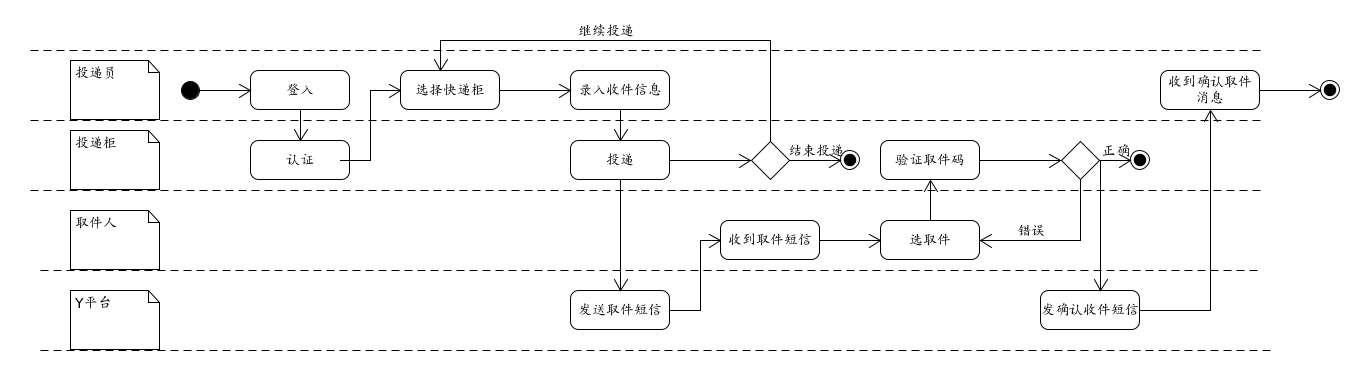 继续投递
投递员
登入
选择快递柜
录入收件信息
收到确认取件
消息
投递柜
认证
投递
结束投递
验证取件码
正确
取件人
收到取件短信
选取件
错误
Y平台
发送取件短信
发确认收件短信